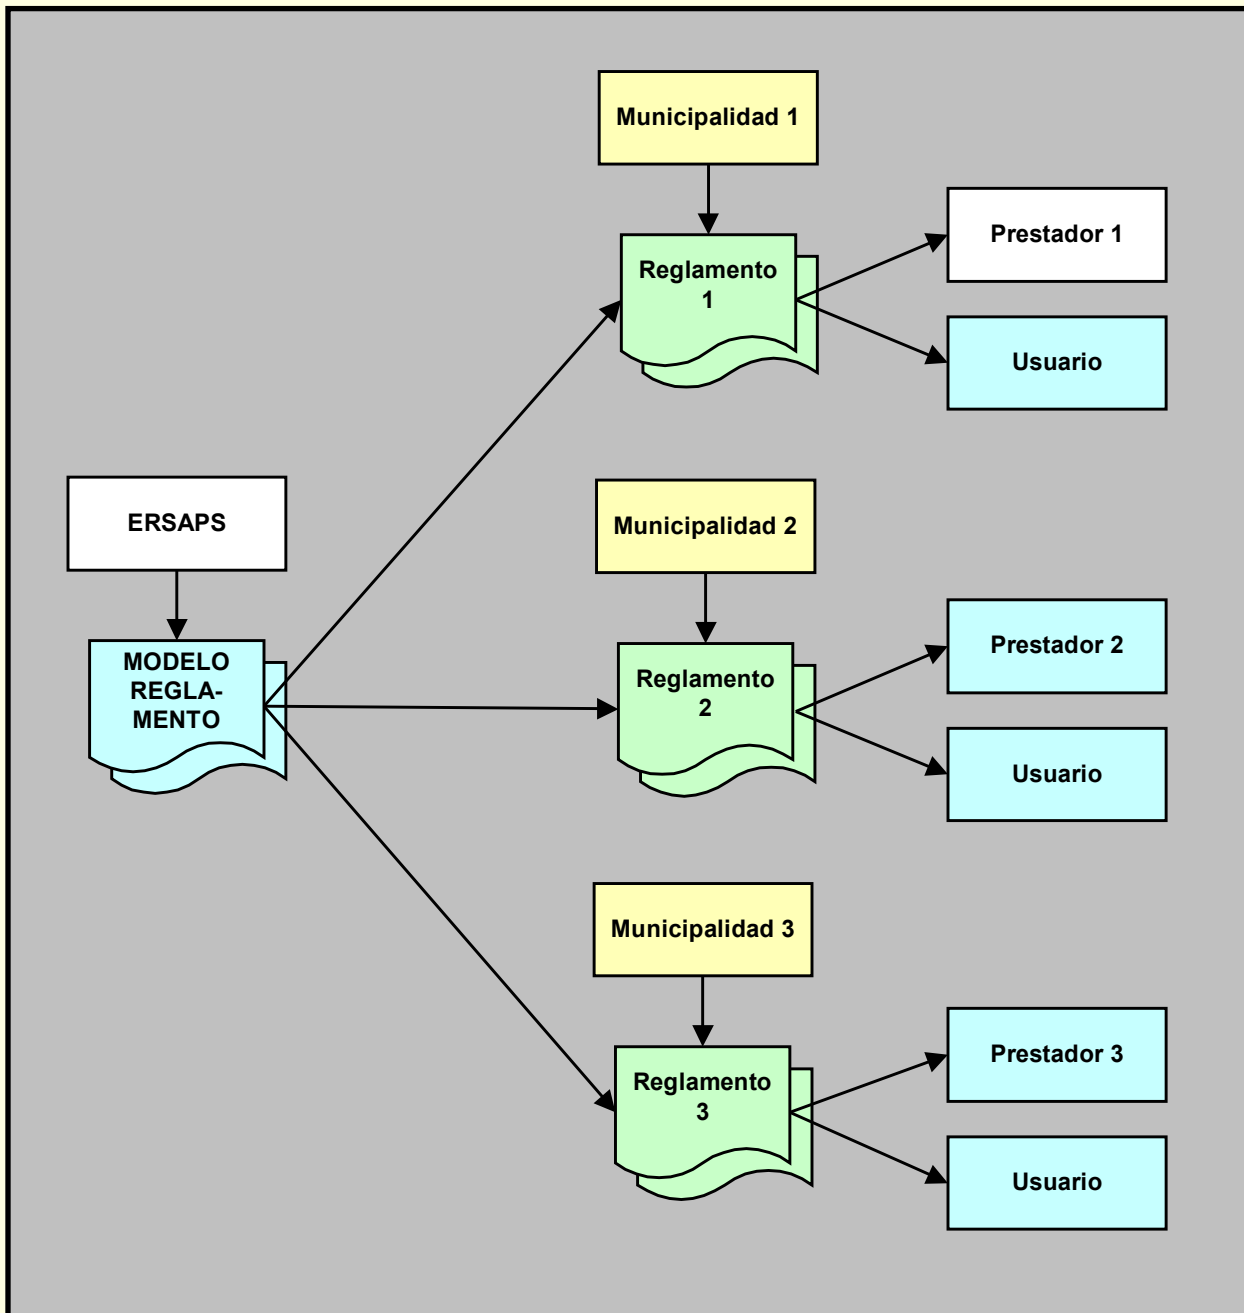 Municipalidad 1
Reglamento
1
Prestador 1
Usuario
ERSAPS
MODELO
REGLA-
MENTO
Municipalidad 2
Reglamento
2
Prestador 2
Usuario
Municipalidad 3
Reglamento
3
Prestador 3
Usuario